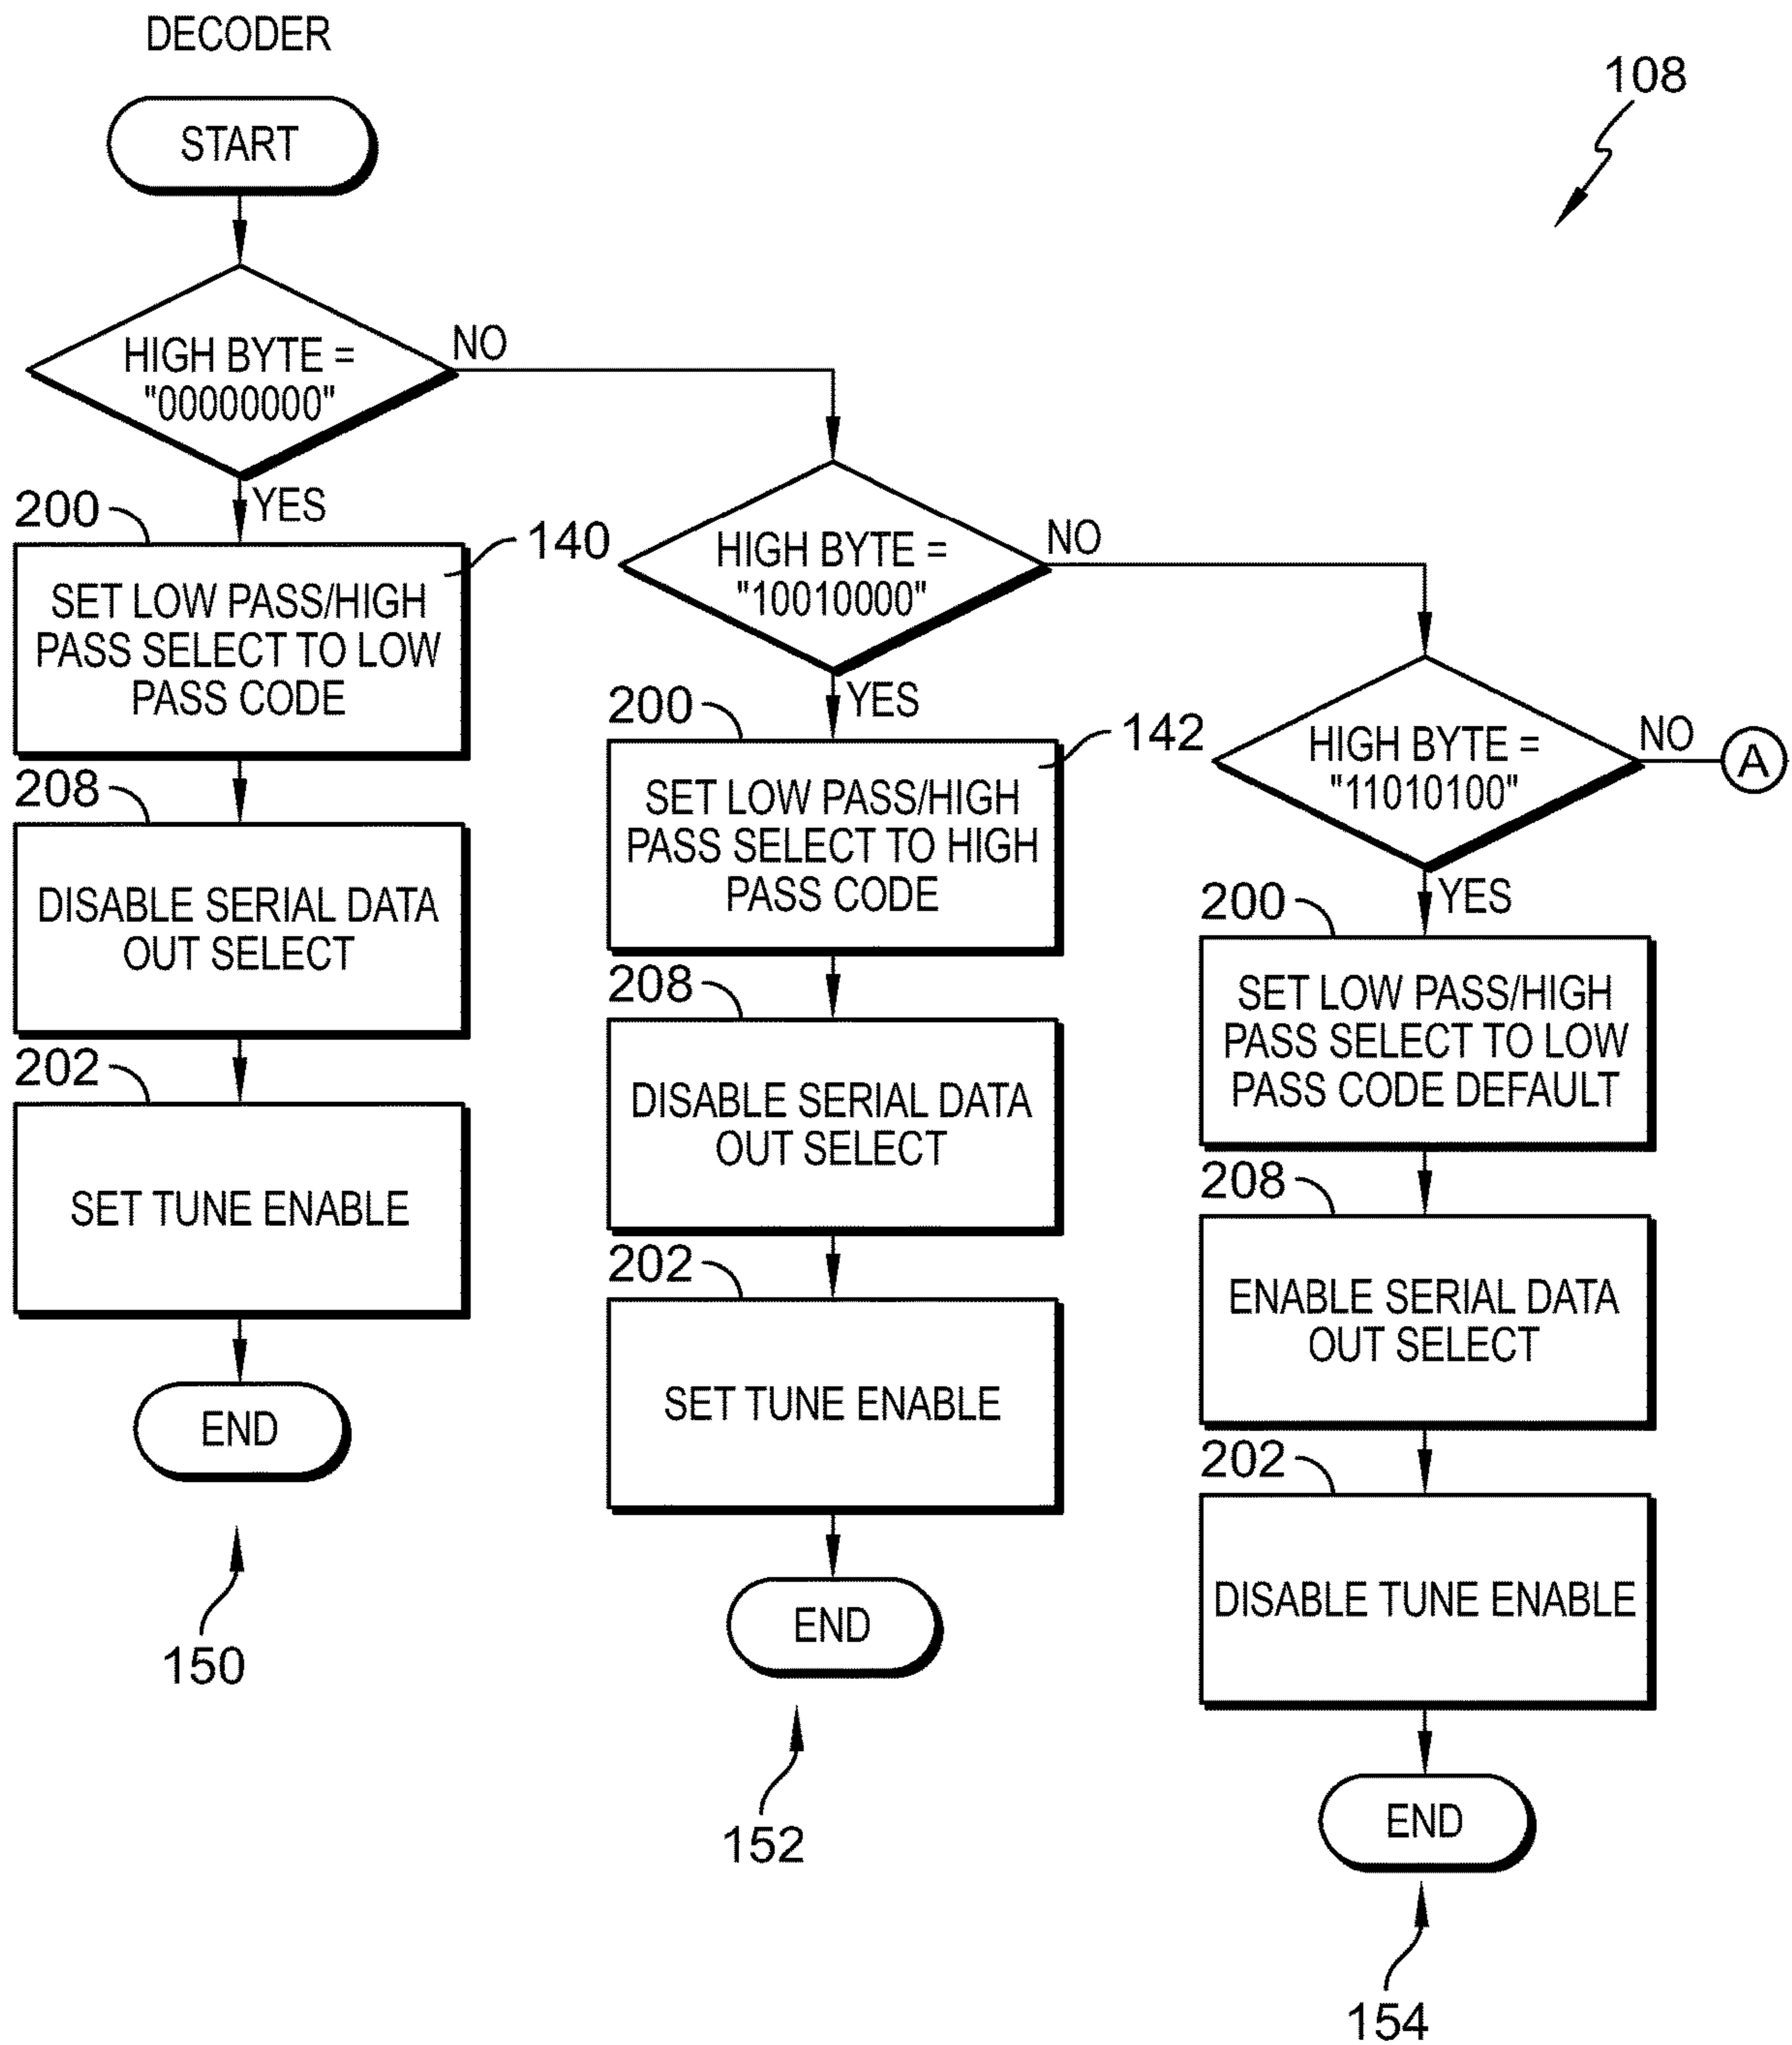 DECODER
108
START
HIGH BYTE =
"00000000"
NO
YES
200
140
SET LOW PASS/HIGH
PASS SELECT TO LOW
PASS CODE
208
DISABLE SERIAL DATA
OUT SELECT
202
SET TUNE ENABLE
END
150
HIGH BYTE =
"10010000"
NO
YES
200
142
SET LOW PASS/HIGH
PASS SELECT TO HIGH
PASS CODE
208
DISABLE SERIAL DATA
OUT SELECT
202
SET TUNE ENABLE
END
152
HIGH BYTE =
"11010100"
NO
A
YES
200
SET LOW PASS/HIGH
PASS SELECT TO LOW
PASS CODE DEFAULT
208
ENABLE SERIAL DATA
OUT SELECT
202
DISABLE TUNE ENABLE
END
154